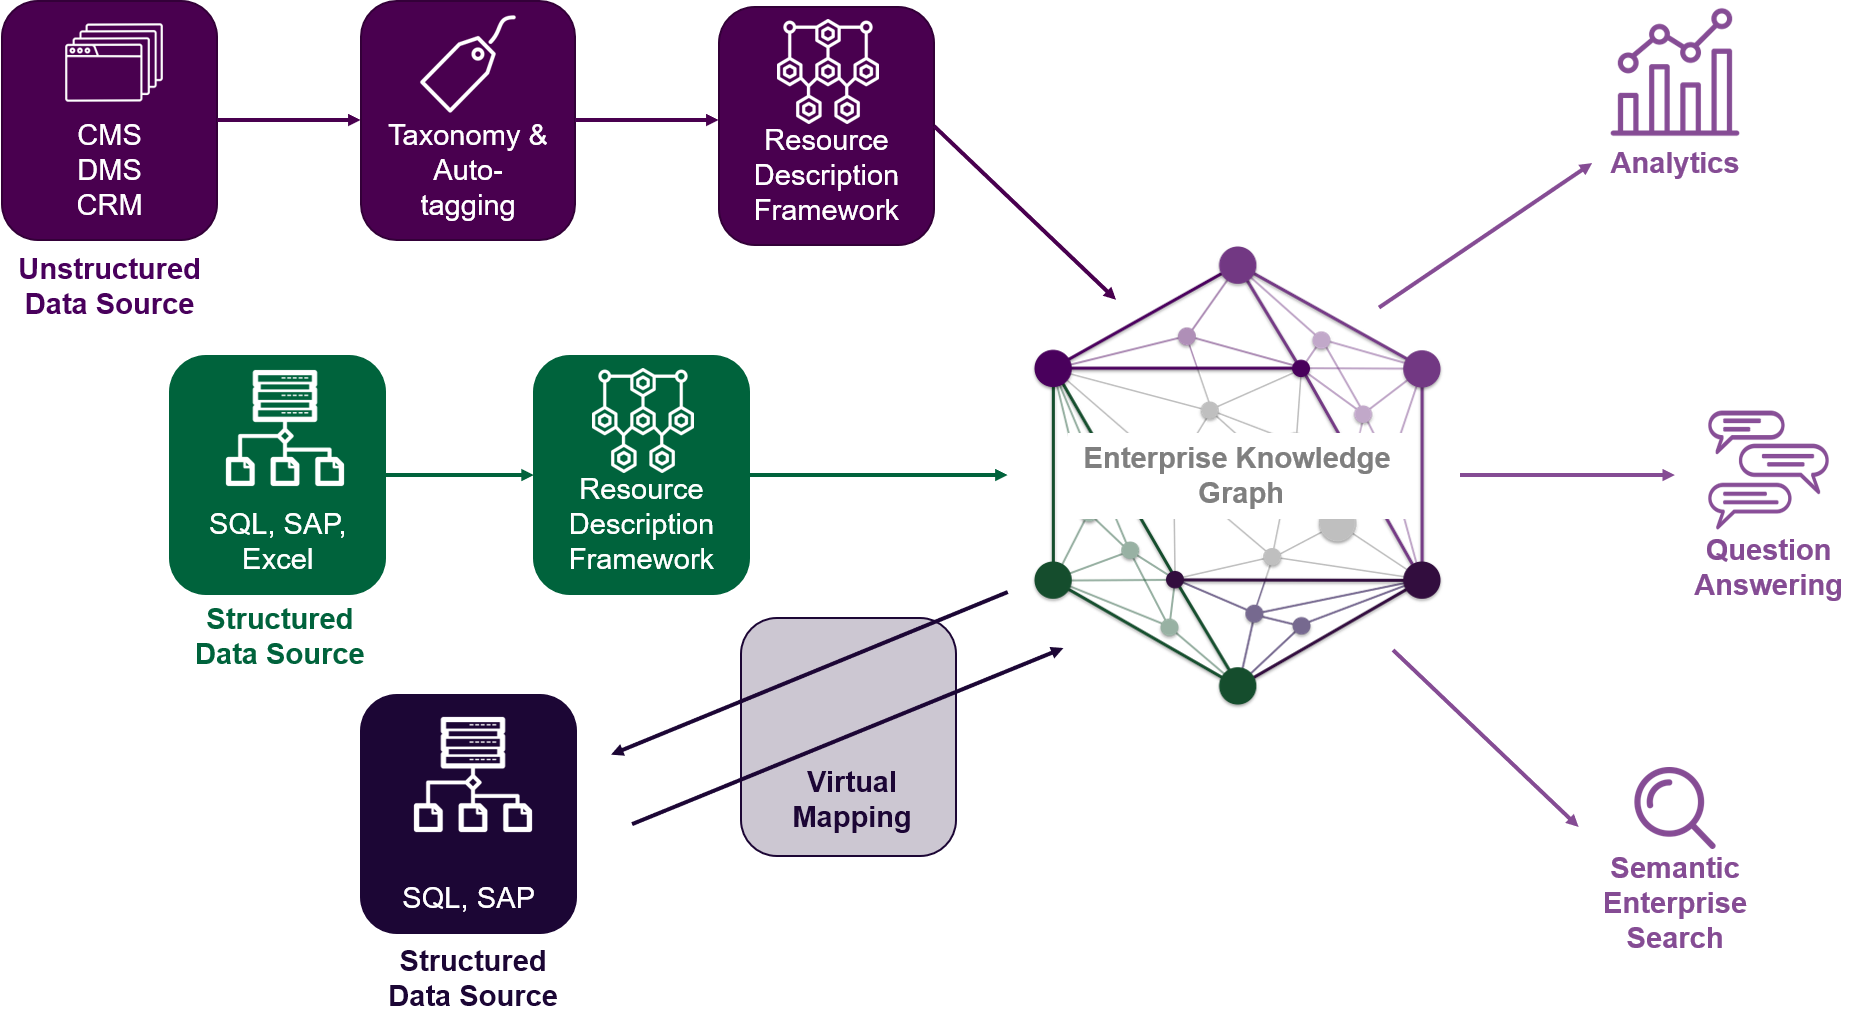 CMS
DMS
CRM
Unstructured
Data Source
Taxonomy &
Auto-
tagging
Resource
Description
Framework
SQL, SAP,
Excel
Structured
Data Source
Resource
Description
Framework
SQL, SAP
Structured
Data Source
Virtual
Mapping
Enterprise Knowledge
Graph
Analytics
Question
Answering
Semantic
Enterprise
Search